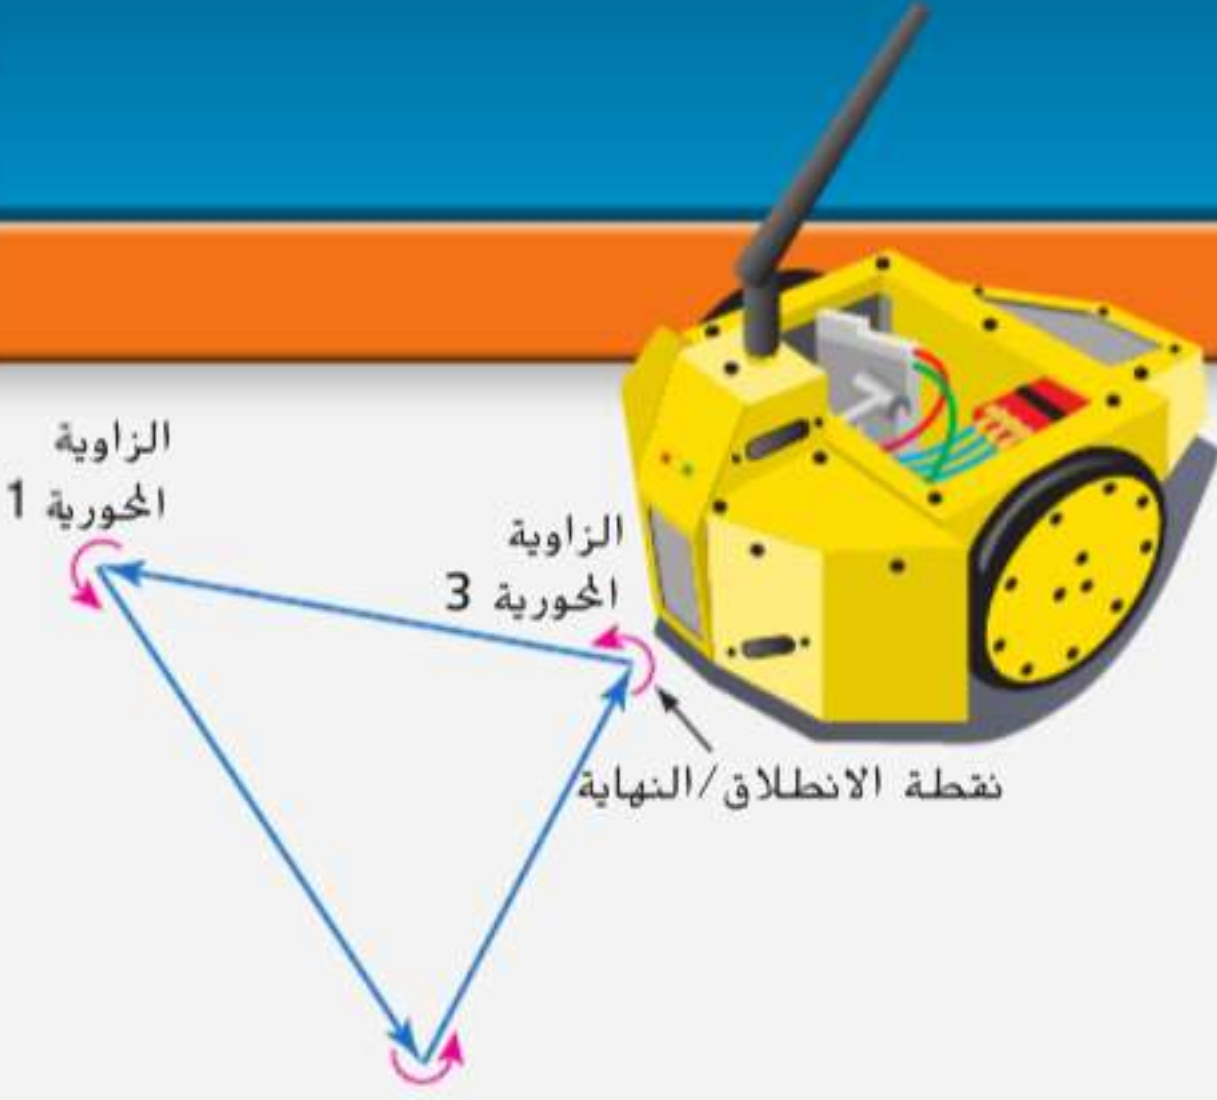 الزاوية
المحورية 1
الزاوية
المحورية 3
نقطة الانطلاق/النهاية